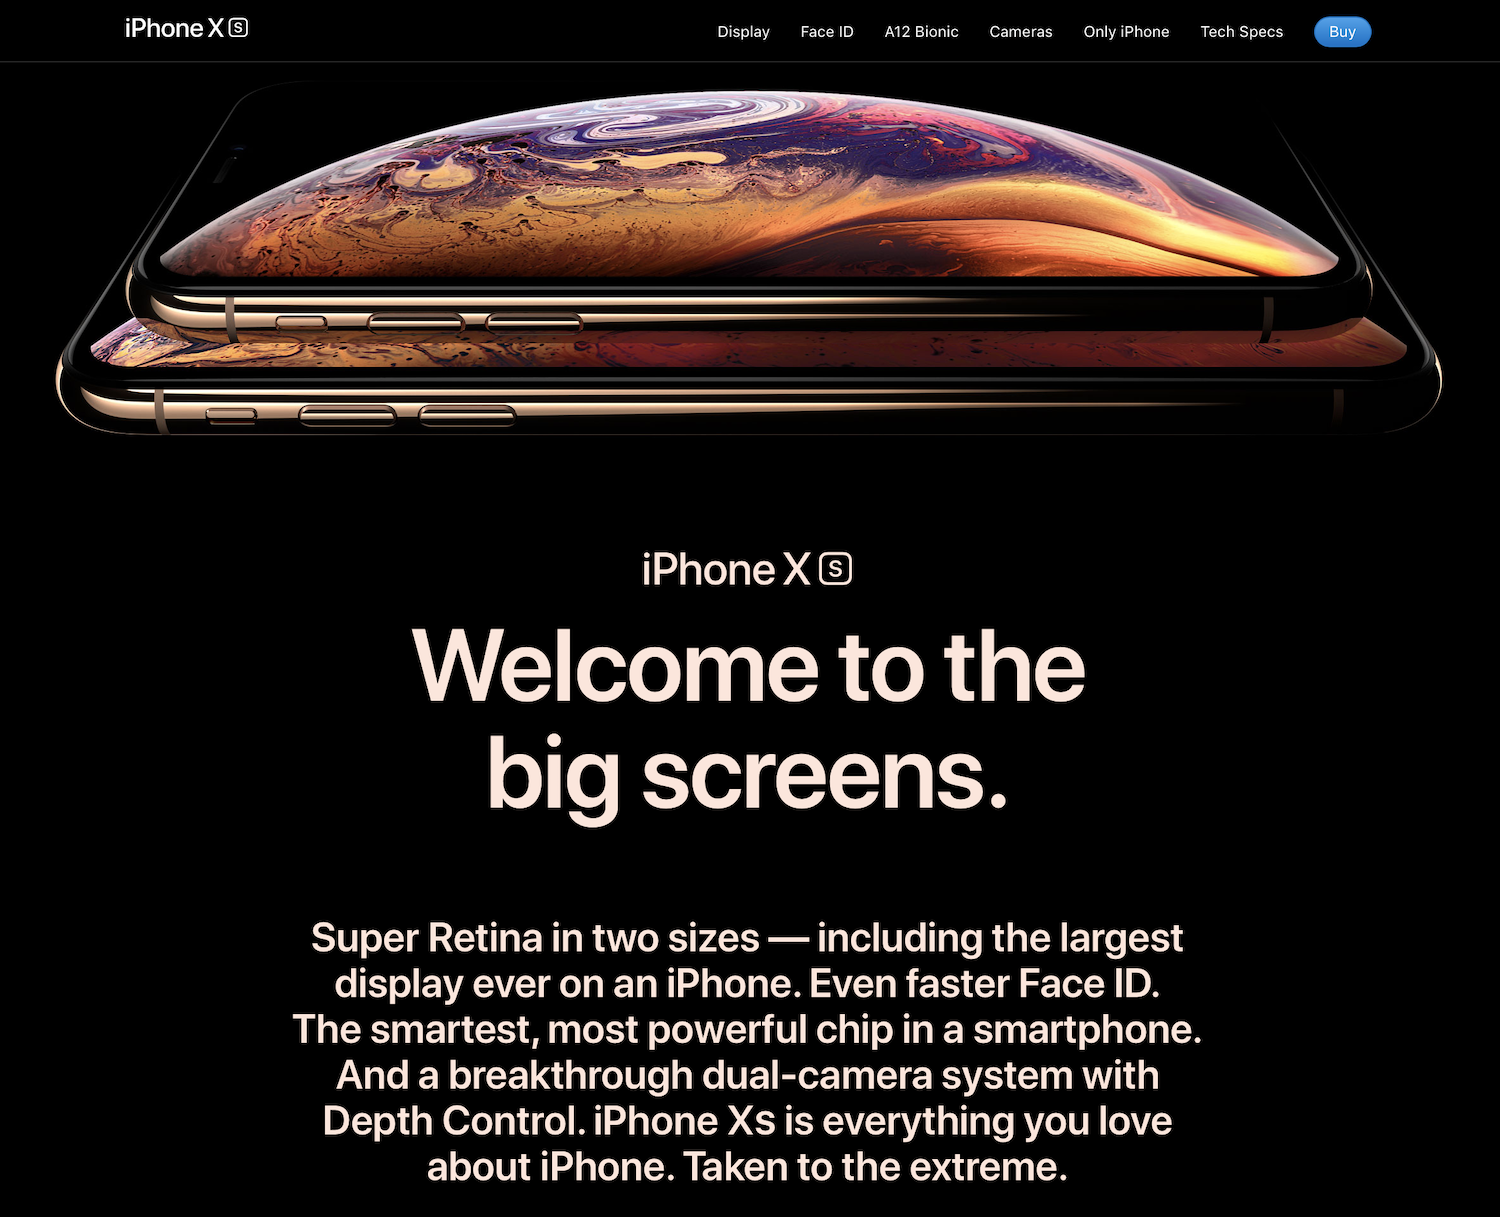 iPhone XS
Display Face ID A12 Bionic Cameras Only iPhone Tech Specs Buy
iPhone XS
Welcome to the
big screens.
Super Retina in two sizes — including the largest
display ever on an iPhone. Even faster Face ID.
The smartest, most powerful chip in a smartphone.
And a breakthrough dual-camera system with
Depth Control. iPhone Xs is everything you love
about iPhone. Taken to the extreme.